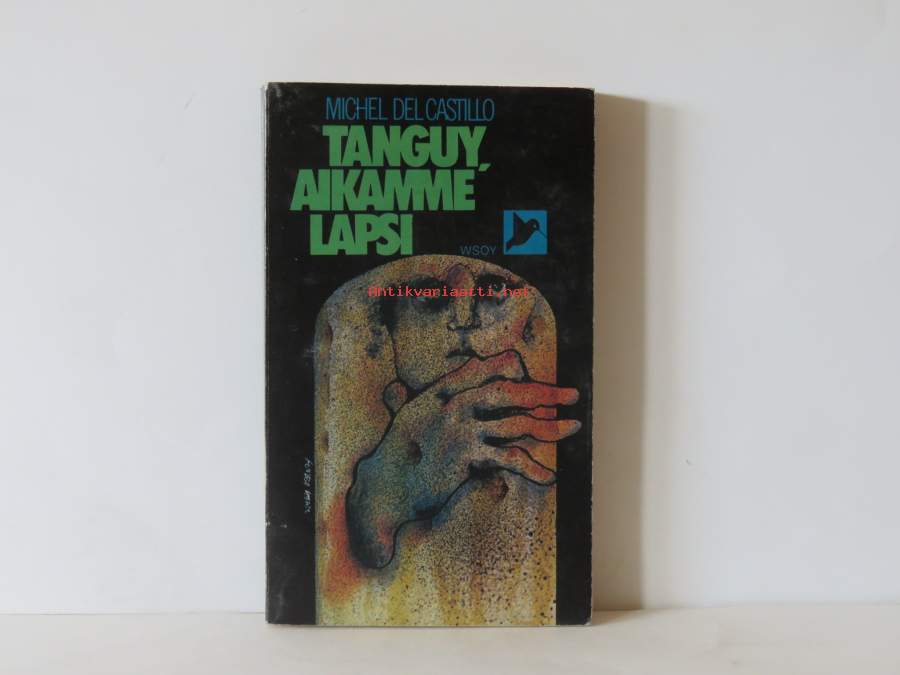 MICHEL DEL CASTILLO
TANGUY,
AIKAMME
LAPSI
WSOY
Antikvariaatti.net